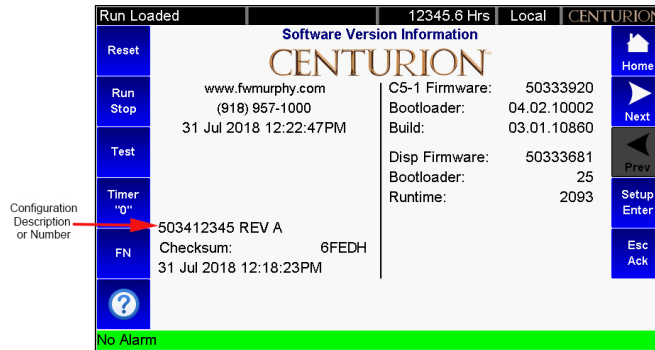 Run Loaded 12345.6 Hrs Local CENTURION
Software Version Information
CENTURION
Reset
Run Stop
Test
Timer "0"
FN
?
www.fwmurphy.com
(918) 957-1000
31 Jul 2018 12:22:47PM
503412345 REV A
Checksum: 6FEDH
31 Jul 2018 12:18:23PM
C5-1 Firmware: 50333920
Bootloader: 04.02.10002
Build: 03.01.10860
Disp Firmware: 50333681
Bootloader: 25
Runtime: 2093
Home
Next
Prev
Setup
Enter
Esc
Ack
Configuration
Description
or Number
No Alarm